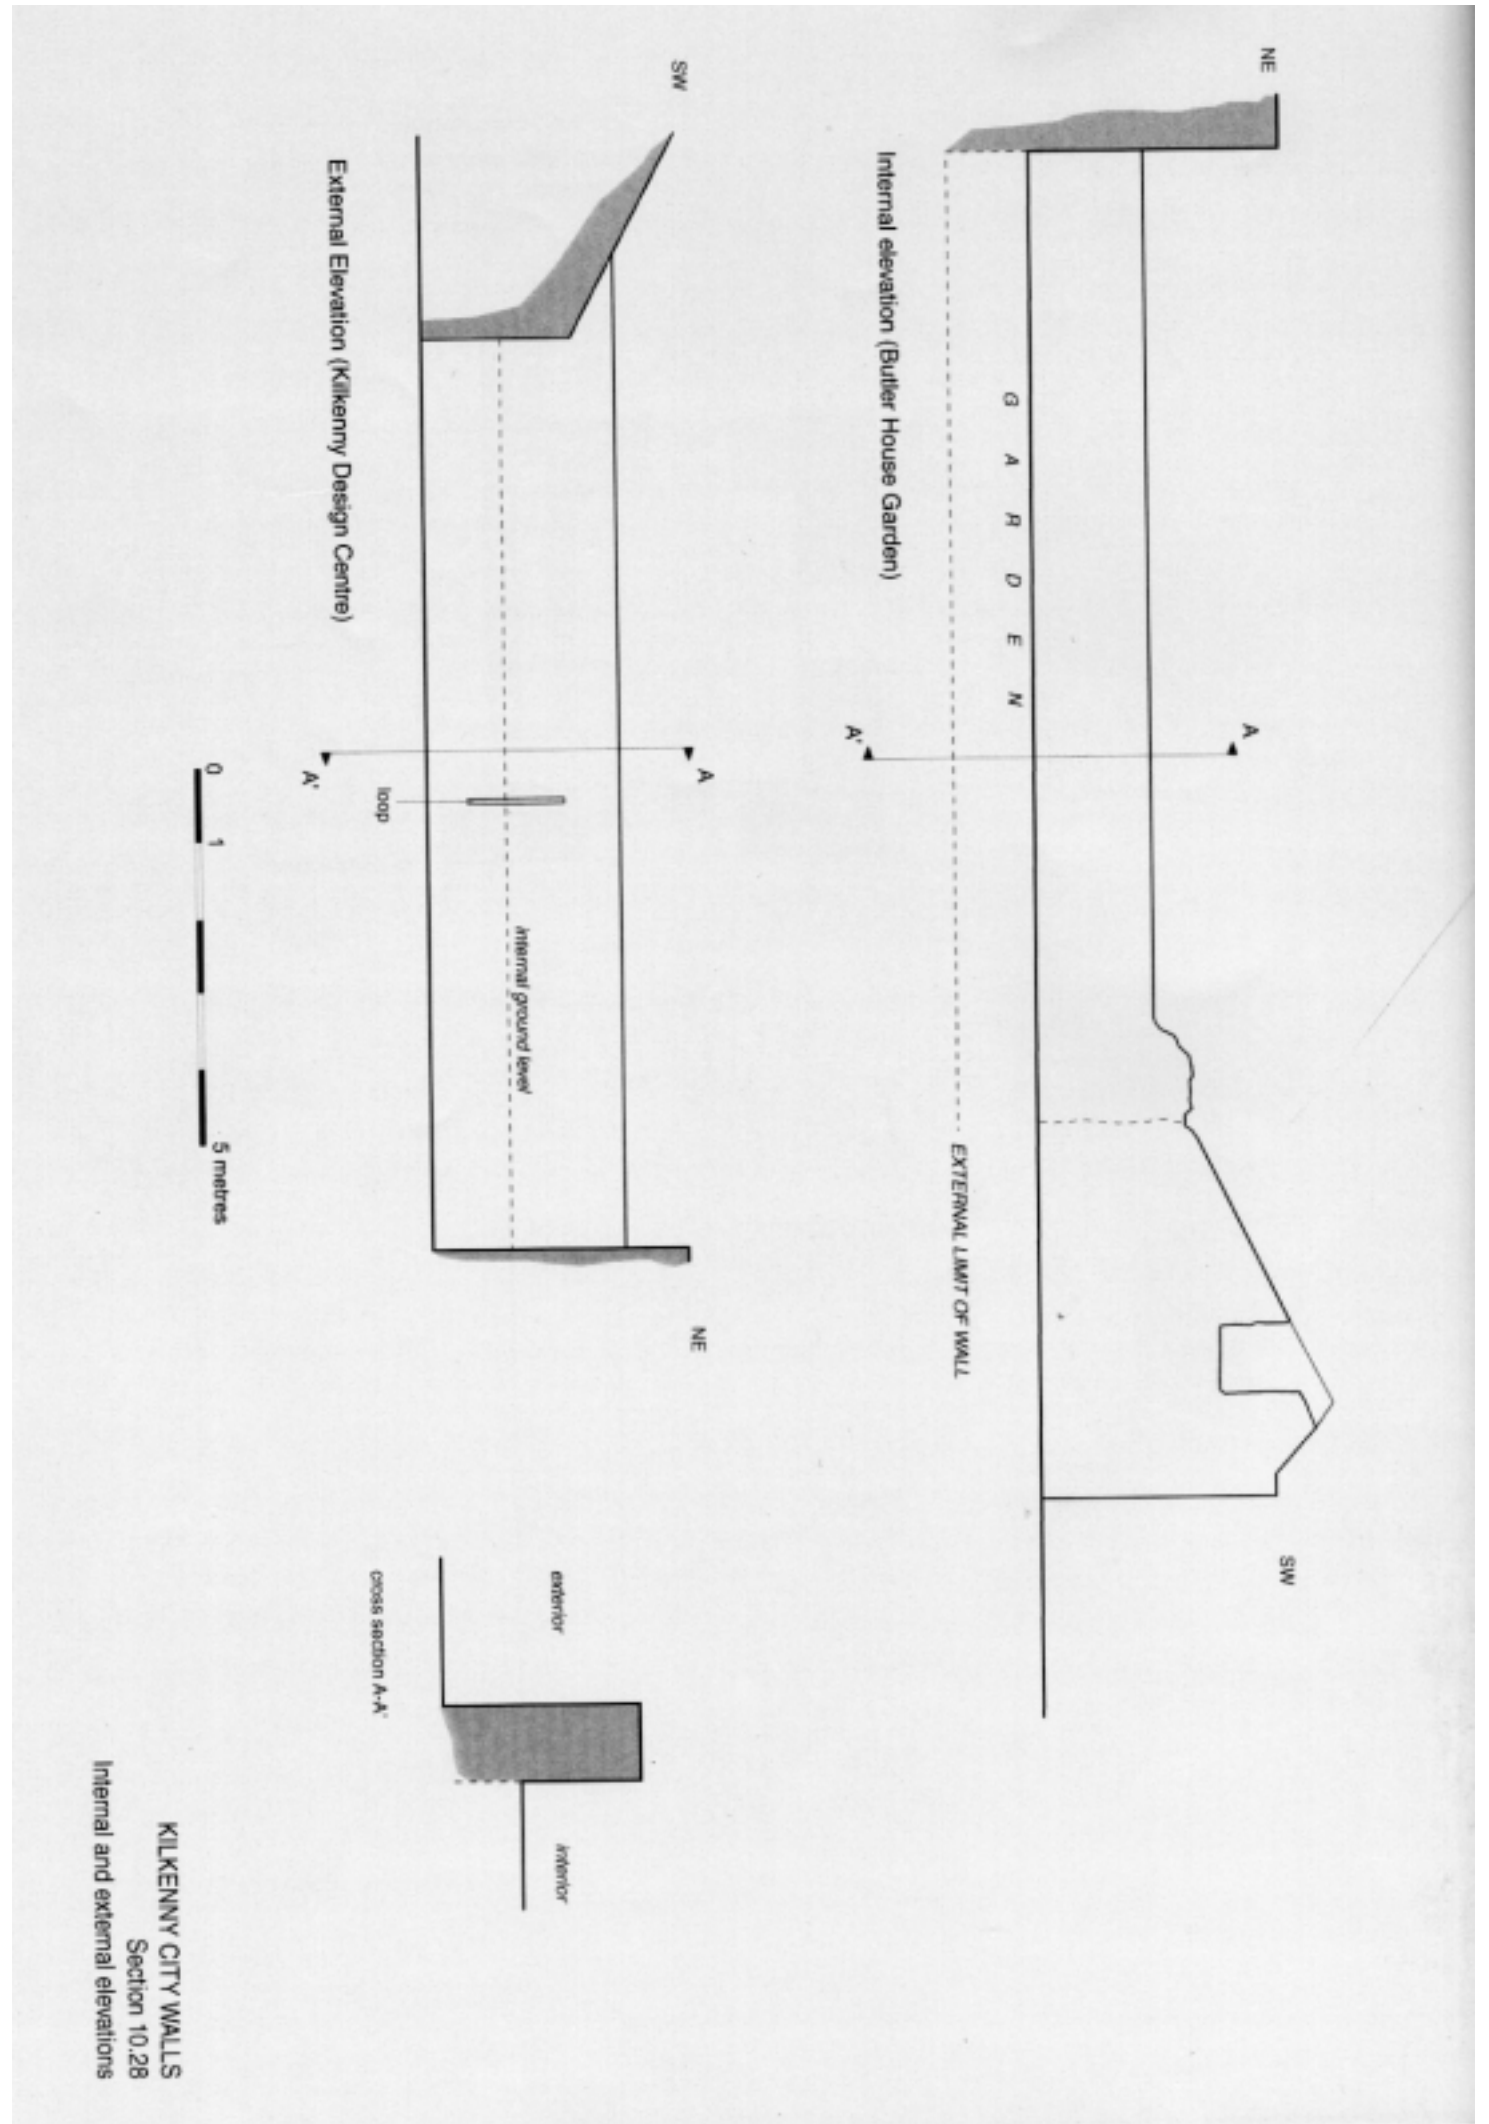 NE
SW
A
GARDEN
A'
EXTERNAL LIMIT OF WALL
Internal elevation (Butler House Garden)
SW
NE
A
internal ground level
loop
A'
External Elevation (Kilkenny Design Centre)
exterior
interior
cross section A-A'
0 1 5 metres
KILKENNY CITY WALLS
Section 10.28
Internal and external elevations